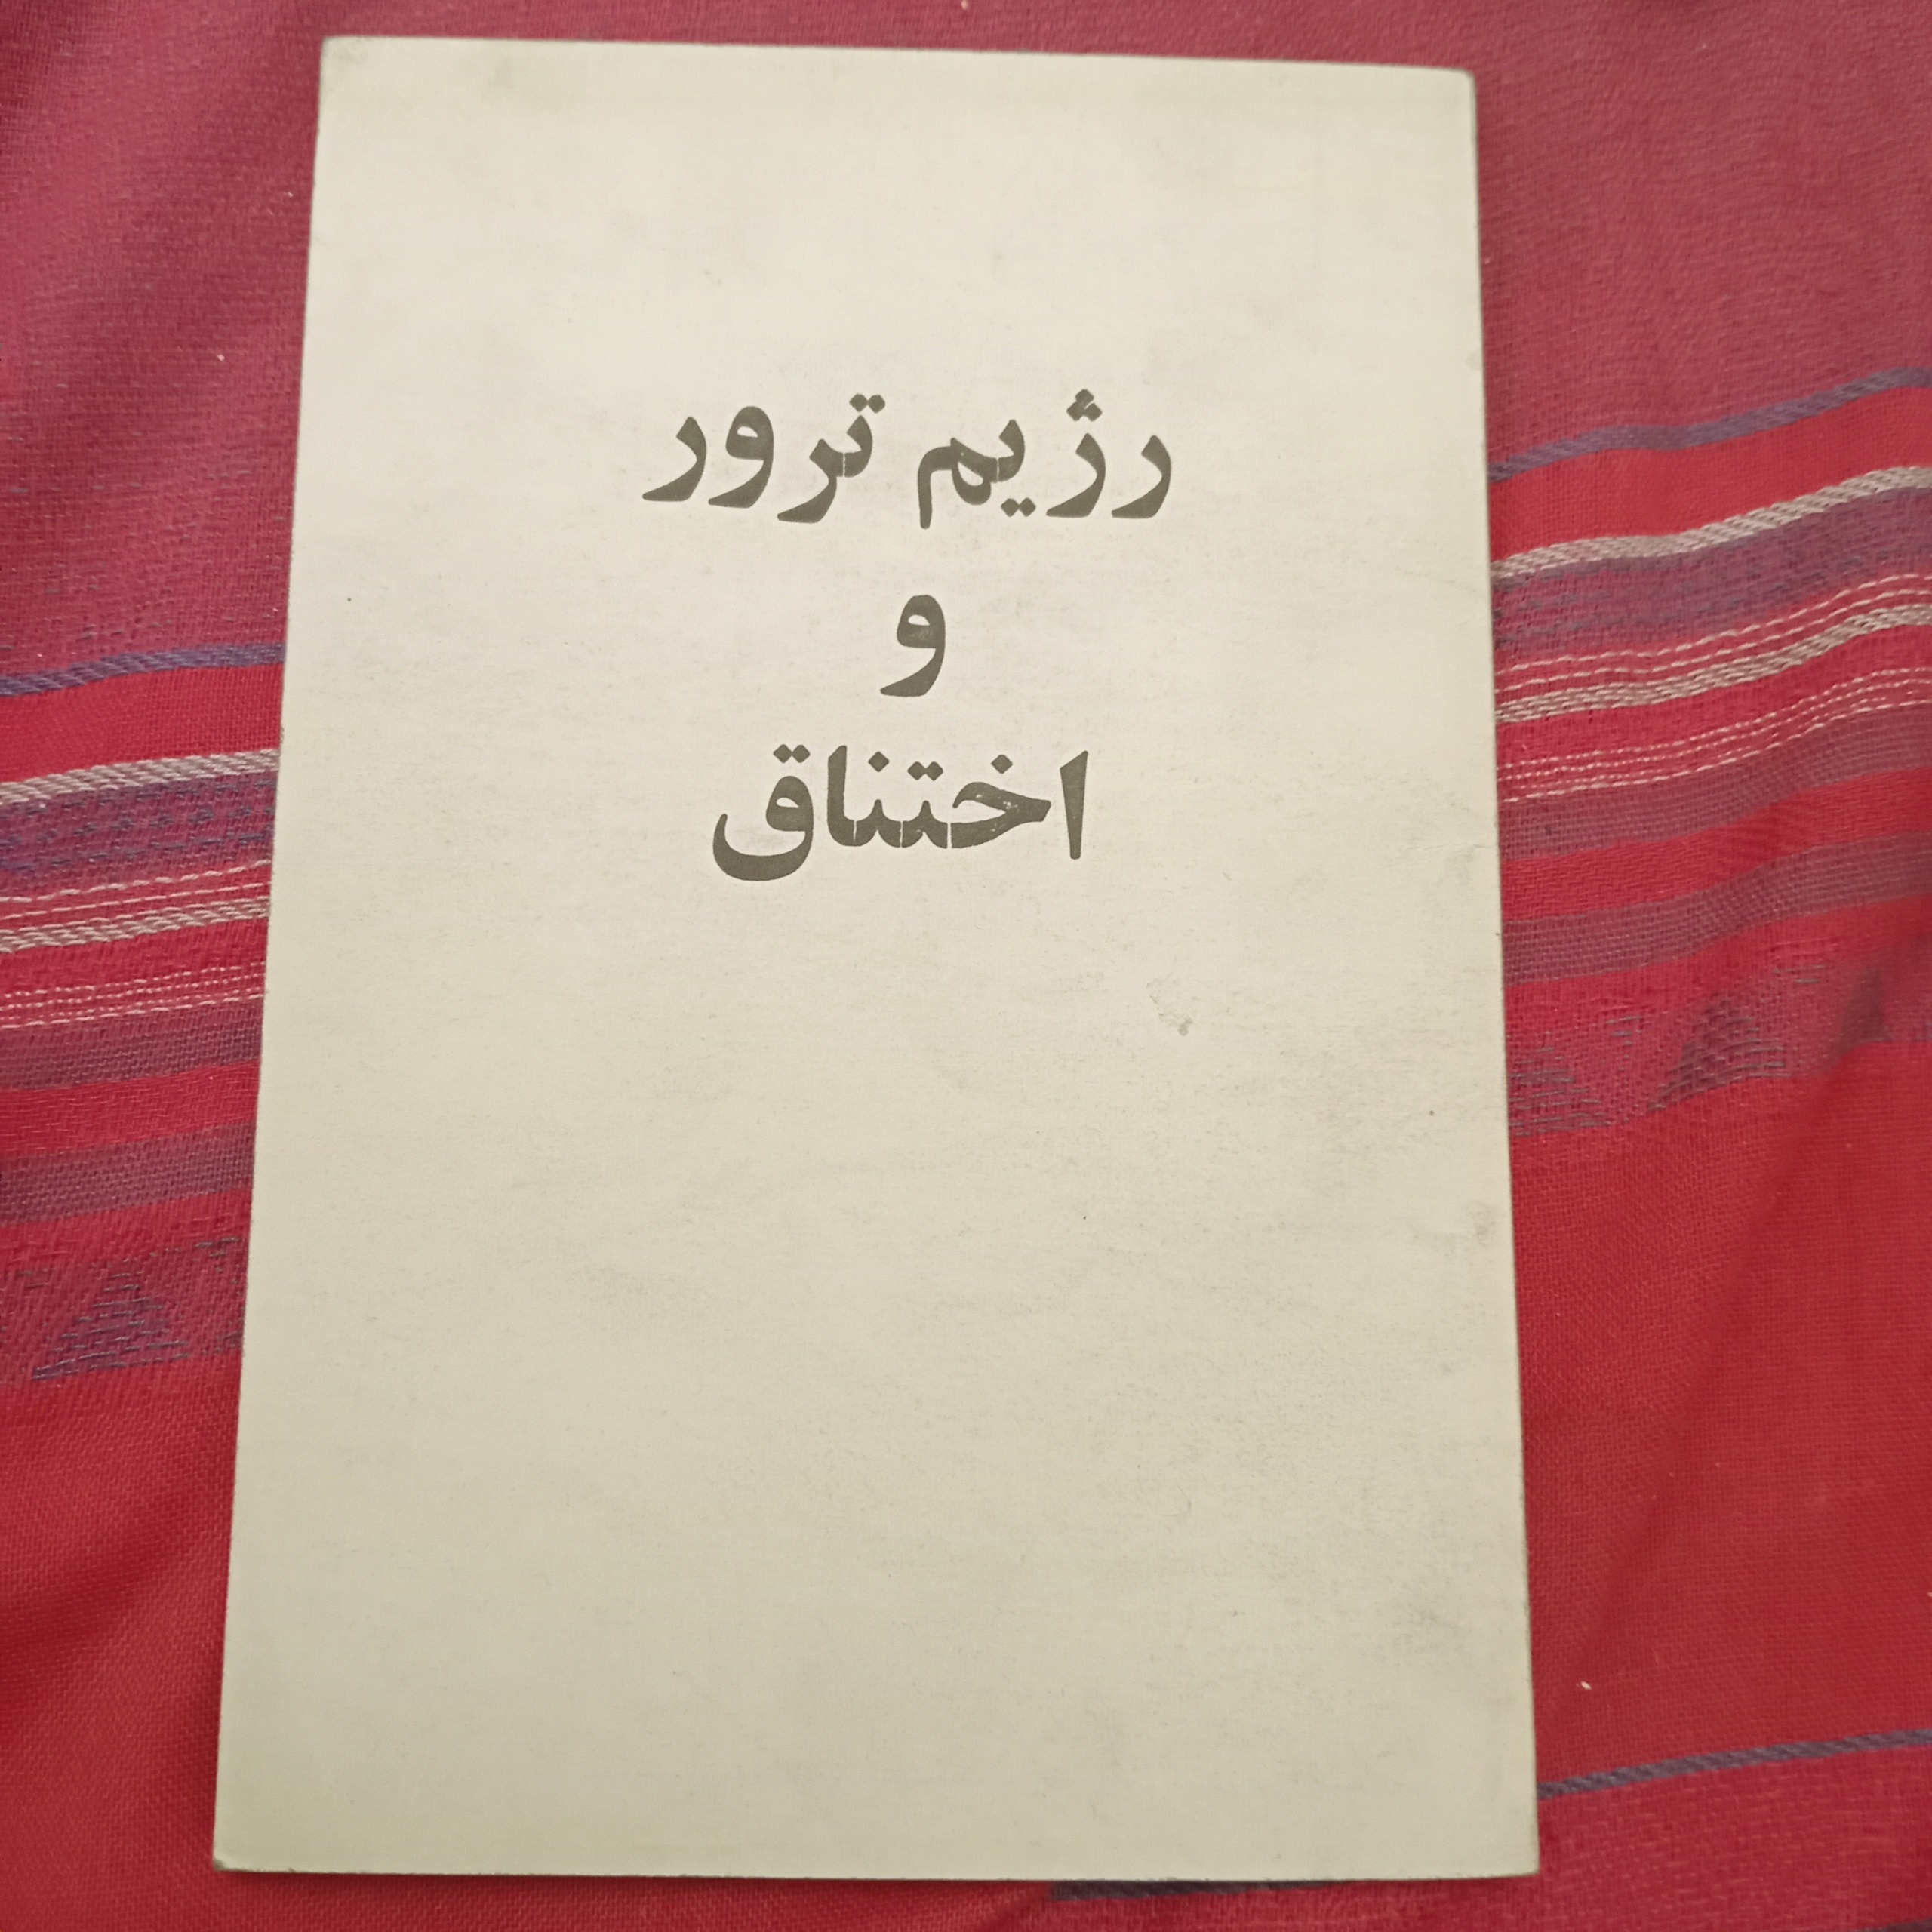 رژیم ترور
و
اختناق